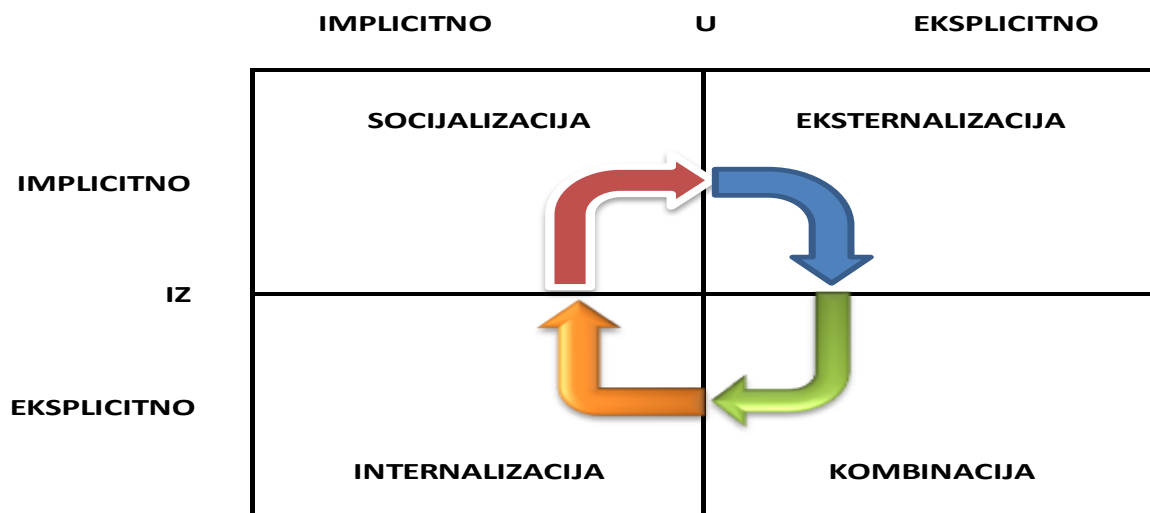 IMPLICITNO U EKSPLICITNO
SOCIJALIZACIJA EKSTERNALIZACIJA
IMPLICITNO
IZ
EKSPLICITNO
INTERNALIZACIJA KOMBINACIJA